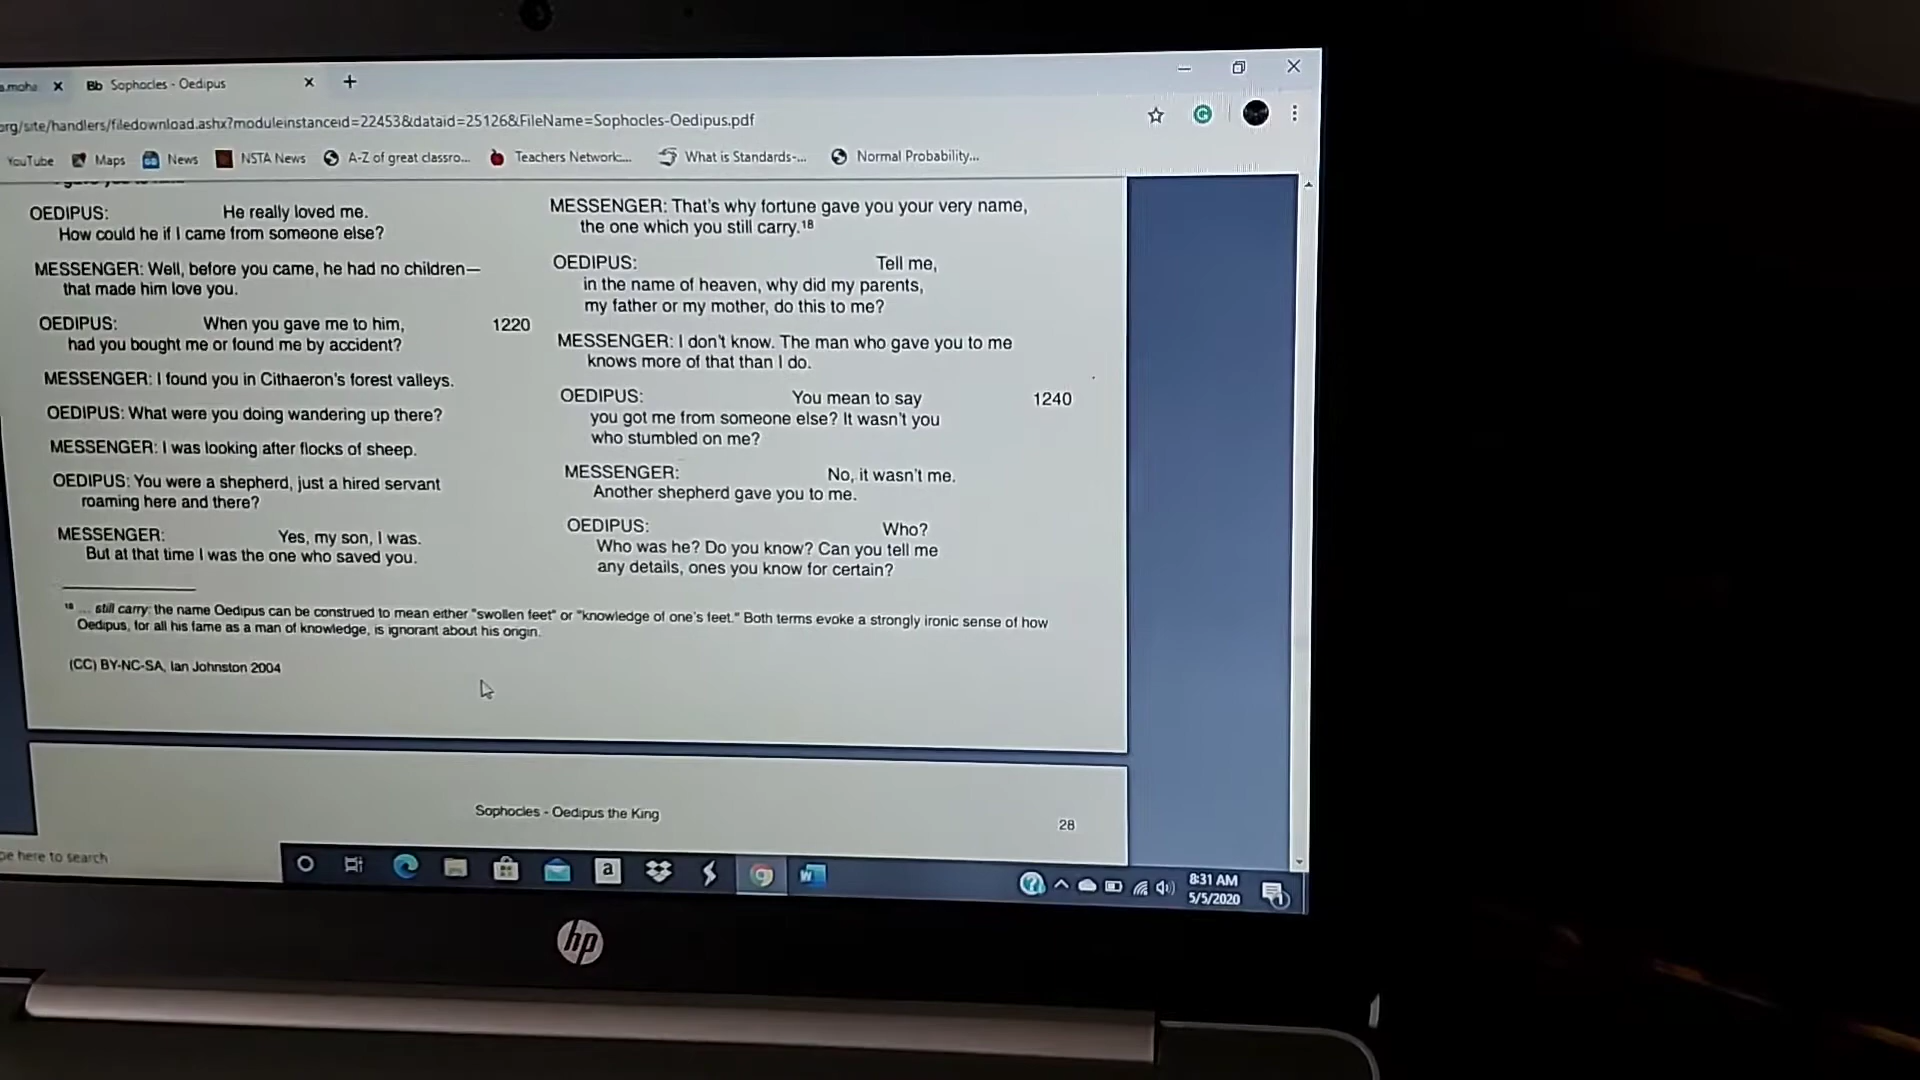 Bb Sophocles - Oedipus
org/site/handlers/filedownload.ashx?moduleinstanceid=22453&dataid=25126&FileName=Sophocles-Oedipus.pdf
YouTube Maps News NSTA News A-Z of great classro... Teachers Network:... What is Standards-... Normal Probability...
OEDIPUS: He really loved me.
How could he if I came from someone else?
MESSENGER: Well, before you came, he had no children—
that made him love you.
OEDIPUS: When you gave me to him, 1220
had you bought me or found me by accident?
MESSENGER: I found you in Cithaeron's forest valleys.
OEDIPUS: What were you doing wandering up there?
MESSENGER: I was looking after flocks of sheep.
OEDIPUS: You were a shepherd, just a hired servant
roaming here and there?
MESSENGER: Yes, my son, I was.
But at that time I was the one who saved you.
MESSENGER: That's why fortune gave you your very name,
the one which you still carry.18
OEDIPUS: Tell me,
in the name of heaven, why did my parents,
my father or my mother, do this to me?
MESSENGER: I don't know. The man who gave you to me
knows more of that than I do.
OEDIPUS: You mean to say 1240
you got me from someone else? It wasn't you
who stumbled on me?
MESSENGER: No, it wasn't me.
Another shepherd gave you to me.
OEDIPUS: Who?
Who was he? Do you know? Can you tell me
any details, ones you know for certain?
18 ... still carry: the name Oedipus can be construed to mean either "swollen feet" or "knowledge of one's feet." Both terms evoke a strongly ironic sense of how
Oedipus, for all his fame as a man of knowledge, is ignorant about his origin.
(CC) BY-NC-SA, Ian Johnston 2004
Sophocles - Oedipus the King
28
pe here to search
8:31 AM
5/5/2020
hp